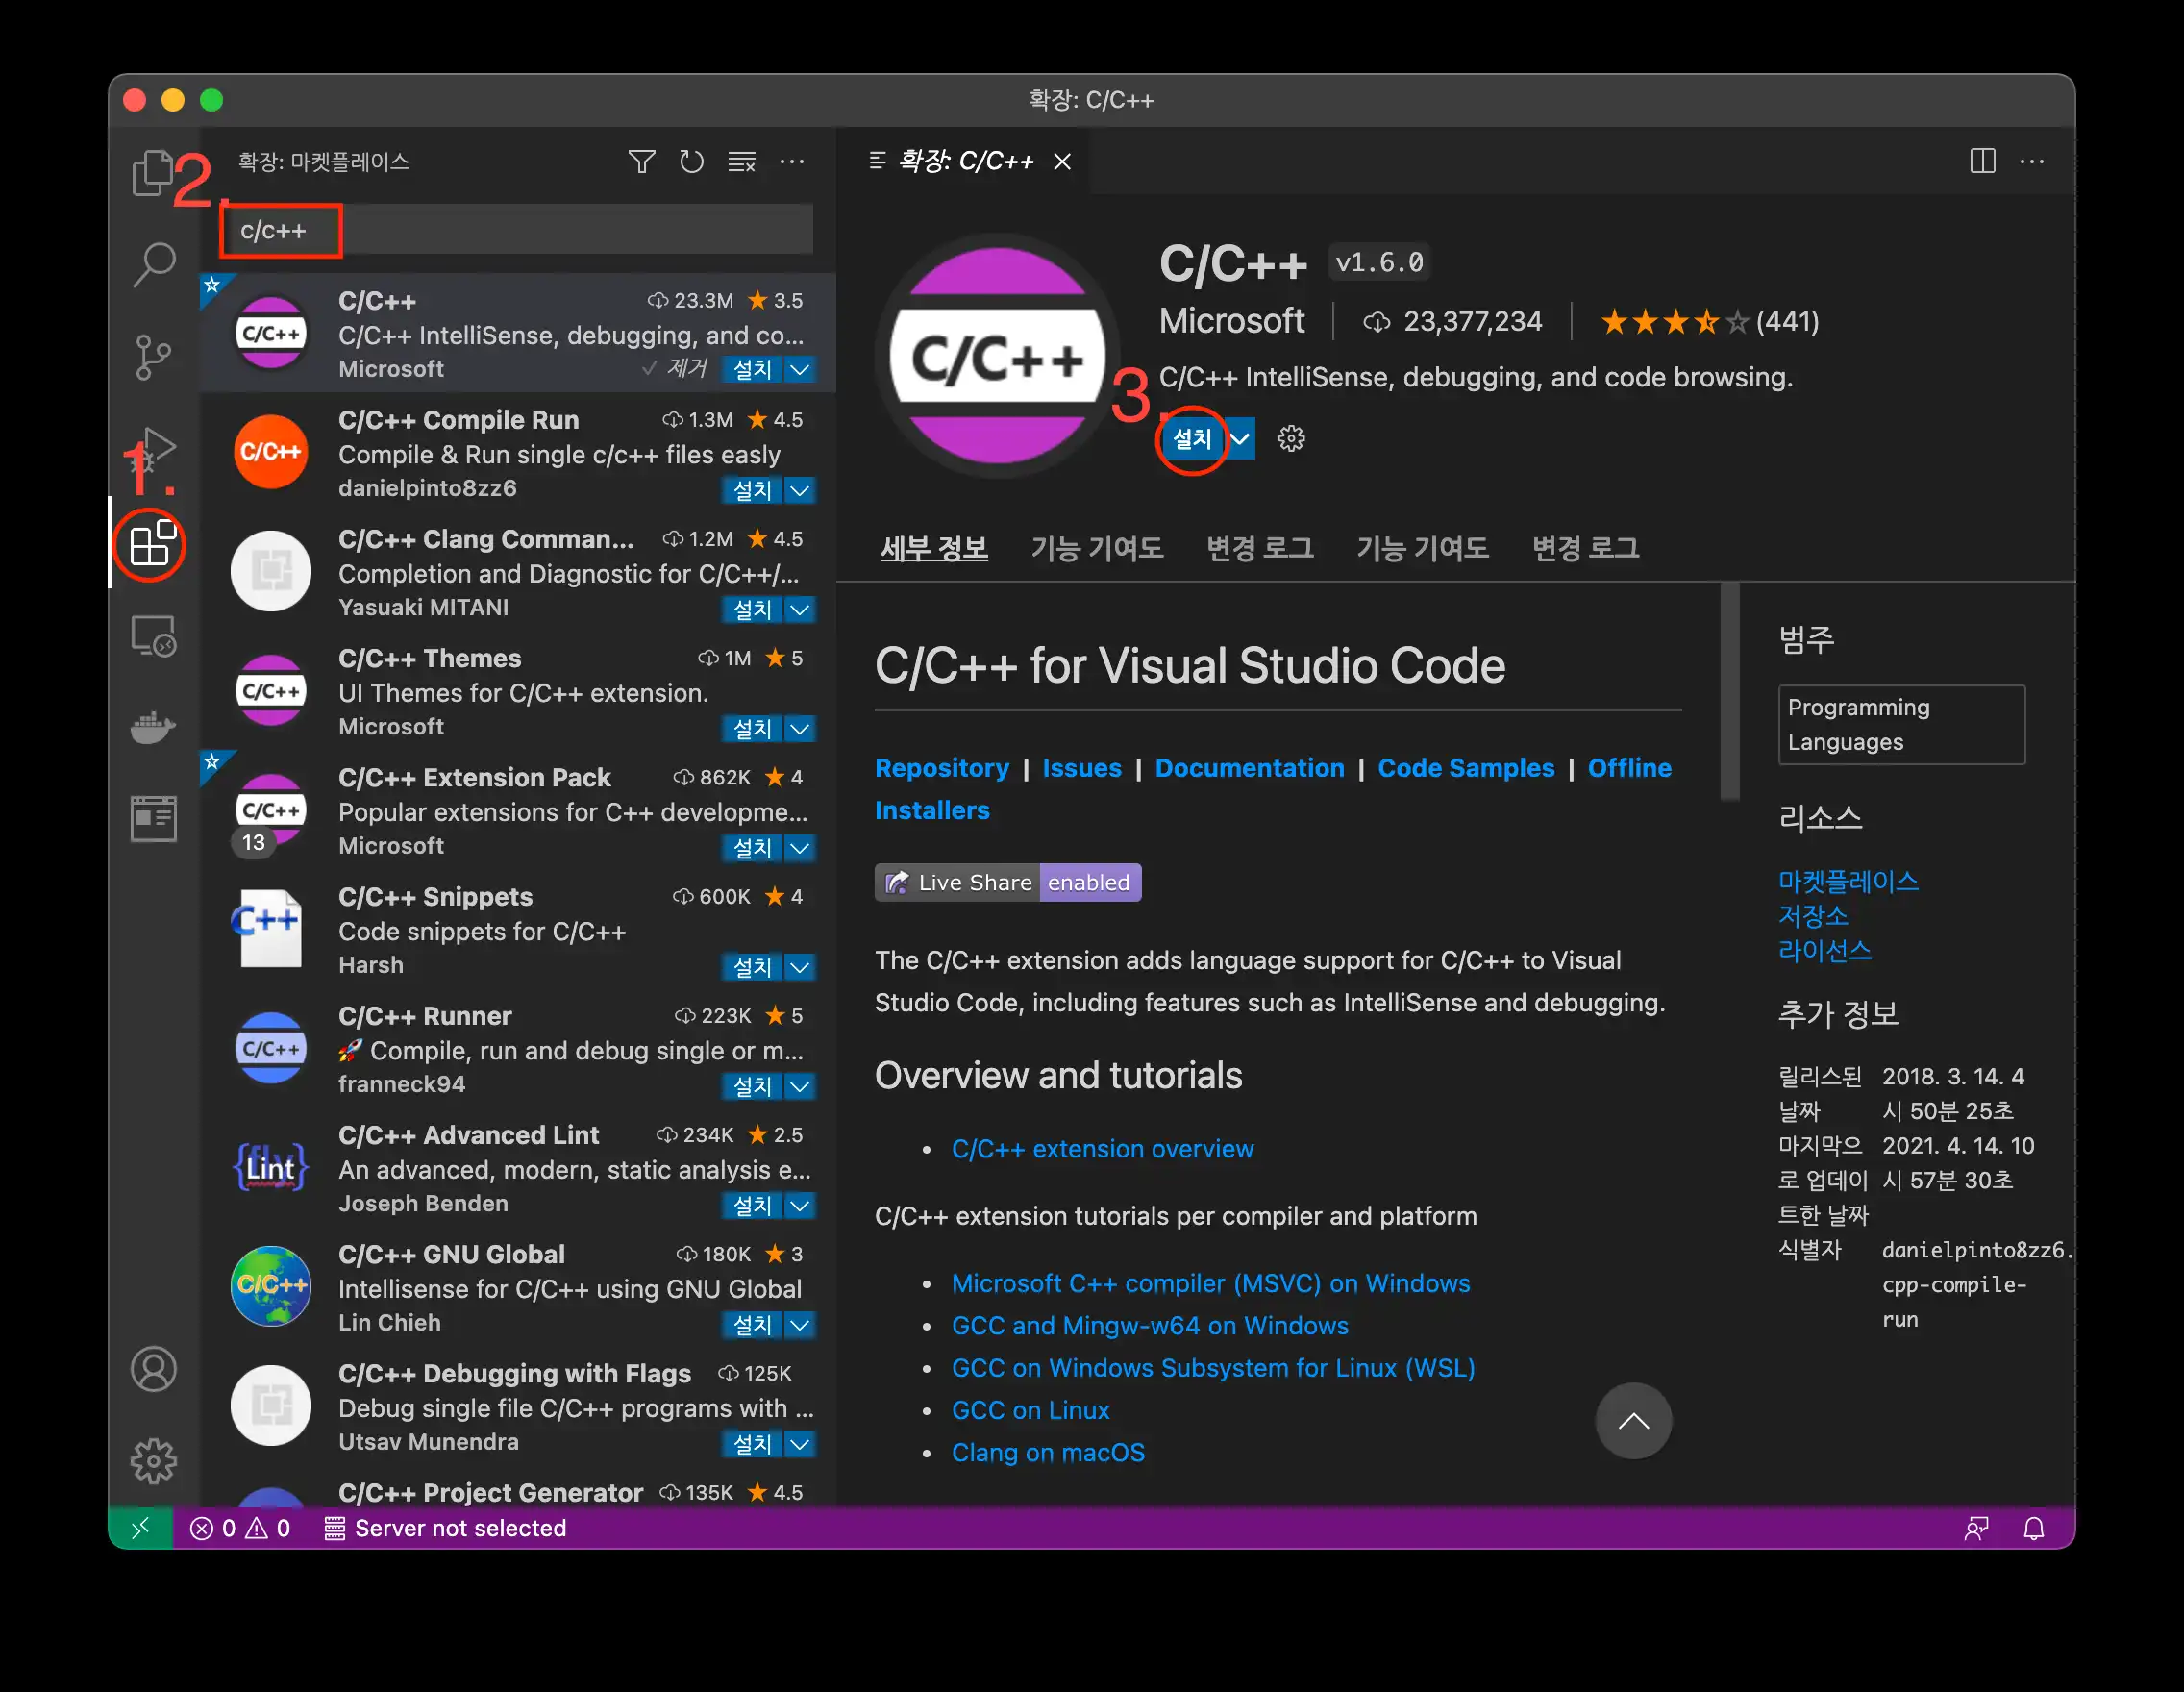 확장: C/C++
2.
확장: 마켓플레이스
c/c++
1.
C/C++ 23.3M 3.5
C/C++ IntelliSense, debugging, and co...
Microsoft 제거 설치
C/C++
C/C++ Compile Run 1.3M 4.5
Compile & Run single c/c++ files easly
danielpinto8zz6 설치
C/C++
C/C++ Clang Comman... 1.2M 4.5
Completion and Diagnostic for C/C++/...
Yasuaki MITANI 설치
C/C++ Themes 1M 5
UI Themes for C/C++ extension.
Microsoft 설치
C/C++
C/C++ Extension Pack 862K 4
Popular extensions for C++ developme...
Microsoft 설치
C/C++
13
C/C++ Snippets 600K 4
Code snippets for C/C++
Harsh 설치
C++
C/C++ Runner 223K 5
🚀 Compile, run and debug single or m...
franneck94 설치
C/C++
C/C++ Advanced Lint 234K 2.5
An advanced, modern, static analysis e...
Joseph Benden 설치
{fly}
Lint
C/C++ GNU Global 180K 3
Intellisense for C/C++ using GNU Global
Lin Chieh 설치
C/C++
C/C++ Debugging with Flags 125K
Debug single file C/C++ programs with ...
Utsav Munendra 설치
C/C++ Project Generator 135K 4.5
확장: C/C++
C/C++
C/C++ v1.6.0
Microsoft 23,377,234 (441)
C/C++ IntelliSense, debugging, and code browsing.
3.
설치
세부 정보 기능 기여도 변경 로그 기능 기여도 변경 로그
C/C++ for Visual Studio Code
Repository | Issues | Documentation | Code Samples | Offline
Installers
Live Share enabled
The C/C++ extension adds language support for C/C++ to Visual
Studio Code, including features such as IntelliSense and debugging.
Overview and tutorials
• C/C++ extension overview
C/C++ extension tutorials per compiler and platform
• Microsoft C++ compiler (MSVC) on Windows
• GCC and Mingw-w64 on Windows
• GCC on Windows Subsystem for Linux (WSL)
• GCC on Linux
• Clang on macOS
범주
Programming
Languages
리소스
마켓플레이스
저장소
라이선스
추가 정보
릴리스된 2018. 3. 14. 4
날짜 시 50분 25초
마지막으 2021. 4. 14. 10
로 업데이 시 57분 30초
트한 날짜
식별자 danielpinto8zz6.
cpp-compile-
run
0 0 Server not selected